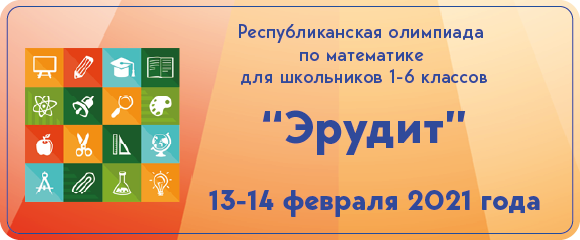 Республиканская олимпиада
по математике
для школьников 1-6 классов
“Эрудит”
13-14 февраля 2021 года